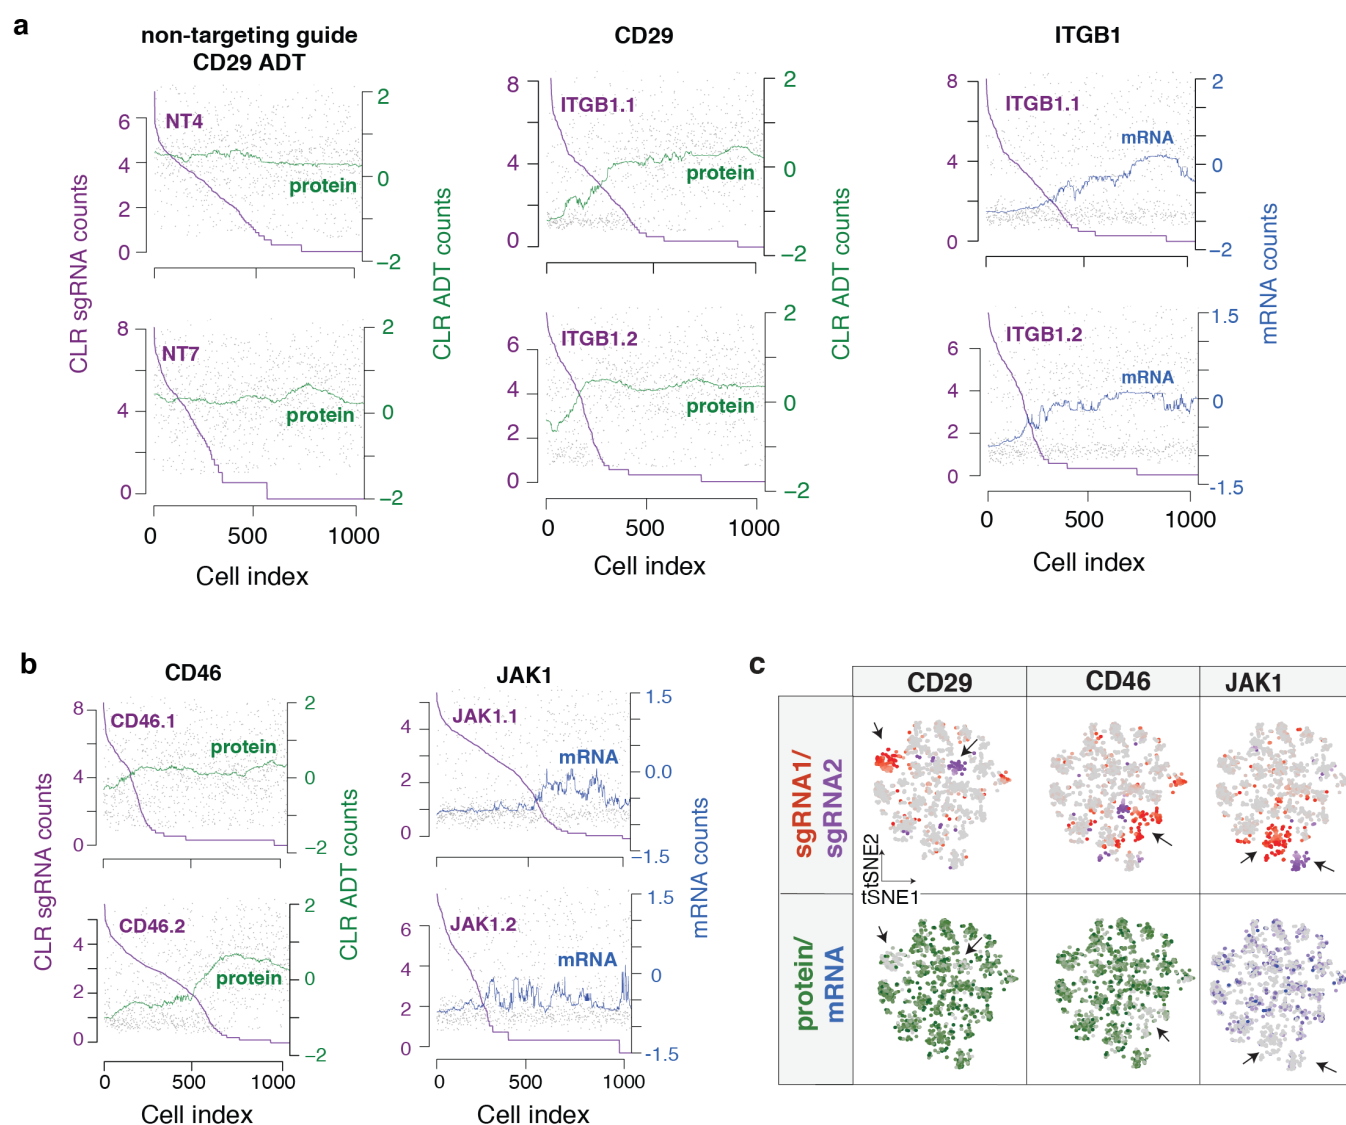 a
non-targeting guide
CD29 ADT
CD29
ITGB1
CLR sgRNA counts
6
4
2
0
NT4
protein
2
0
−2
CLR ADT counts
8
4
0
ITGB1.1
protein
2
0
−2
CLR ADT counts
8
4
0
ITGB1.1
mRNA
2
0
−2
mRNA counts
8
4
0
NT7
protein
2
0
−2
0
500
1000
Cell index
6
4
2
0
ITGB1.2
protein
2
0
−2
0
500
1000
Cell index
6
4
2
0
ITGB1.2
mRNA
1.5
0
-1.5
0
500
1000
Cell index
b
CD46
JAK1
CLR sgRNA counts
8
4
0
CD46.1
protein
2
0
−2
CLR ADT counts
4
2
0
JAK1.1
mRNA
1.5
0.0
−1.5
mRNA counts
4
2
0
CD46.2
protein
2
0
−2
0
500
1000
Cell index
6
4
2
0
JAK1.2
mRNA
1.5
0
−1.5
0
500
1000
Cell index
c
CD29
CD46
JAK1
sgRNA1/
sgRNA2
tSNE2
tSNE1
protein/
mRNA